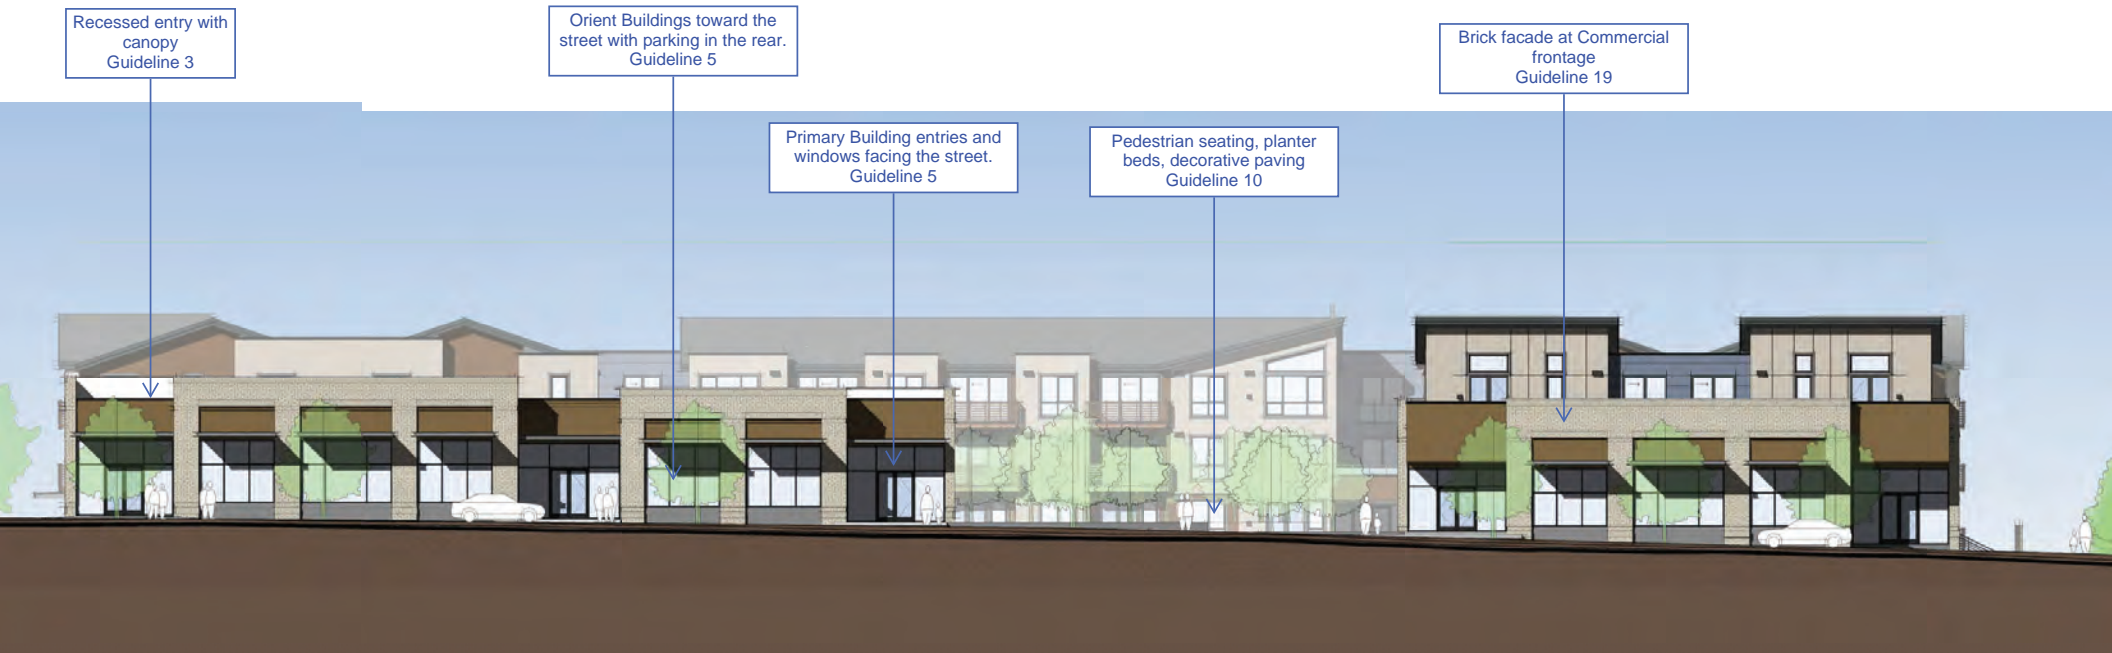 Recessed entry with
canopy
Guideline 3
Orient Buildings toward the
street with parking in the rear.
Guideline 5
Primary Building entries and
windows facing the street.
Guideline 5
Pedestrian seating, planter
beds, decorative paving
Guideline 10
Brick facade at Commercial
frontage
Guideline 19